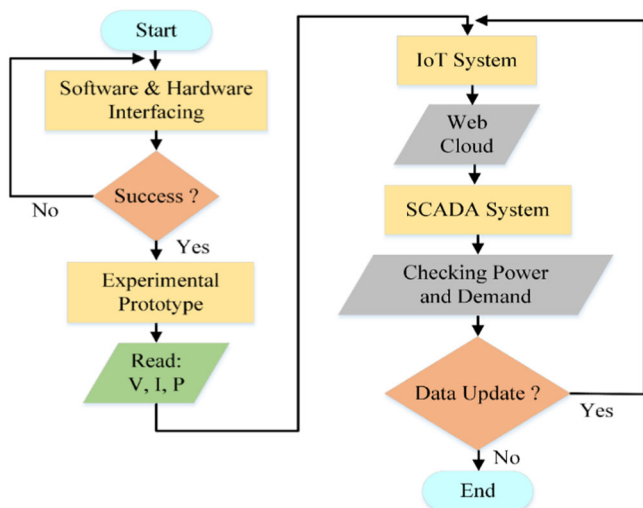 Start
Software & Hardware
Interfacing
Success ?
No
Yes
Experimental
Prototype
Read:
V, I, P
IoT System
Web
Cloud
SCADA System
Checking Power
and Demand
Data Update ?
Yes
No
End